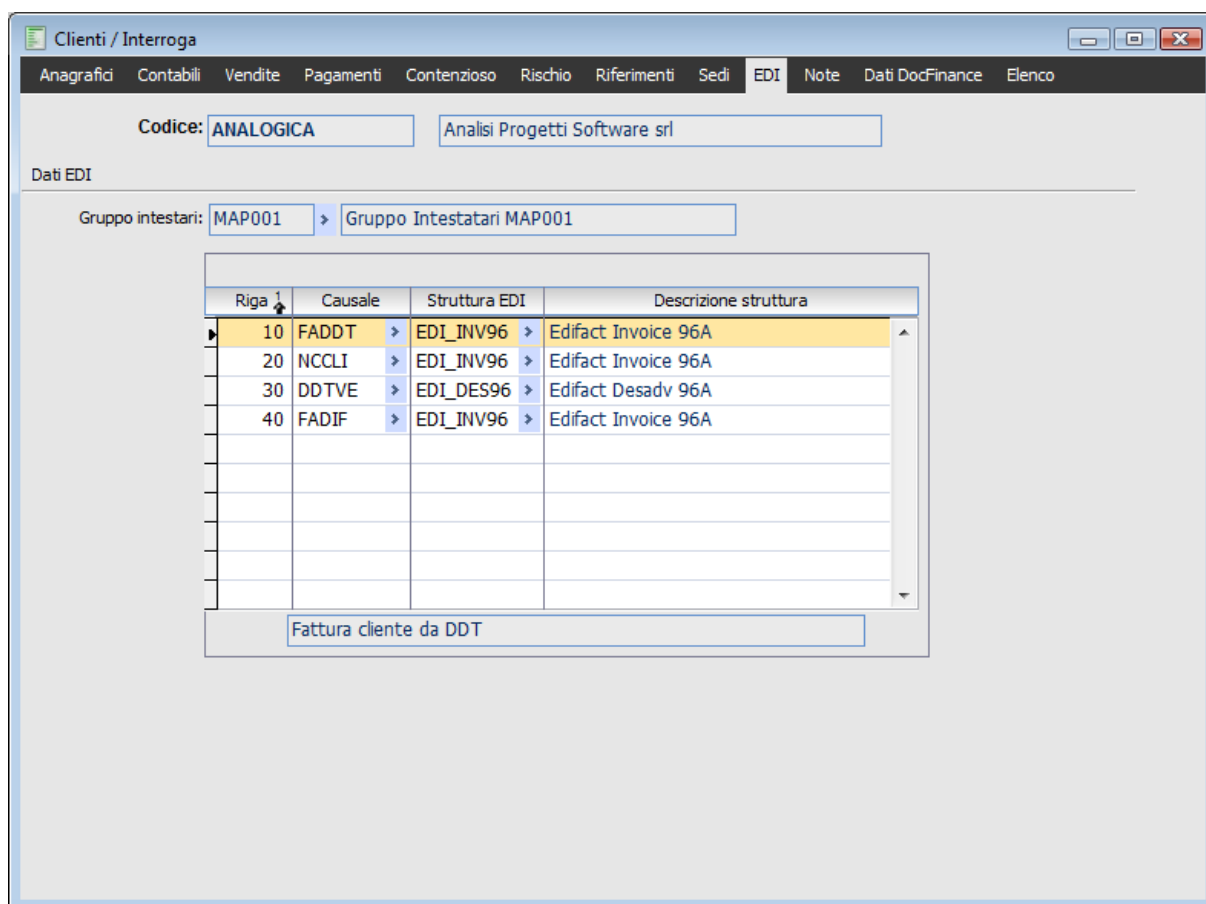 Clienti / Interroga
Anagrafici Contabili Vendite Pagamenti Contenzioso Rischio Riferimenti Sedi EDI Note Dati DocFinance Elenco
Codice: ANALOGICA Analisi Progetti Software srl
Dati EDI
Gruppo intestari: MAP001 Gruppo Intestatari MAP001
Riga 1 Causale Struttura EDI Descrizione struttura
10 FADDT EDI_INV96 Edifact Invoice 96A
20 NCCLI EDI_INV96 Edifact Invoice 96A
30 DDTVE EDI_DES96 Edifact Desadv 96A
40 FADIF EDI_INV96 Edifact Invoice 96A
Fattura cliente da DDT